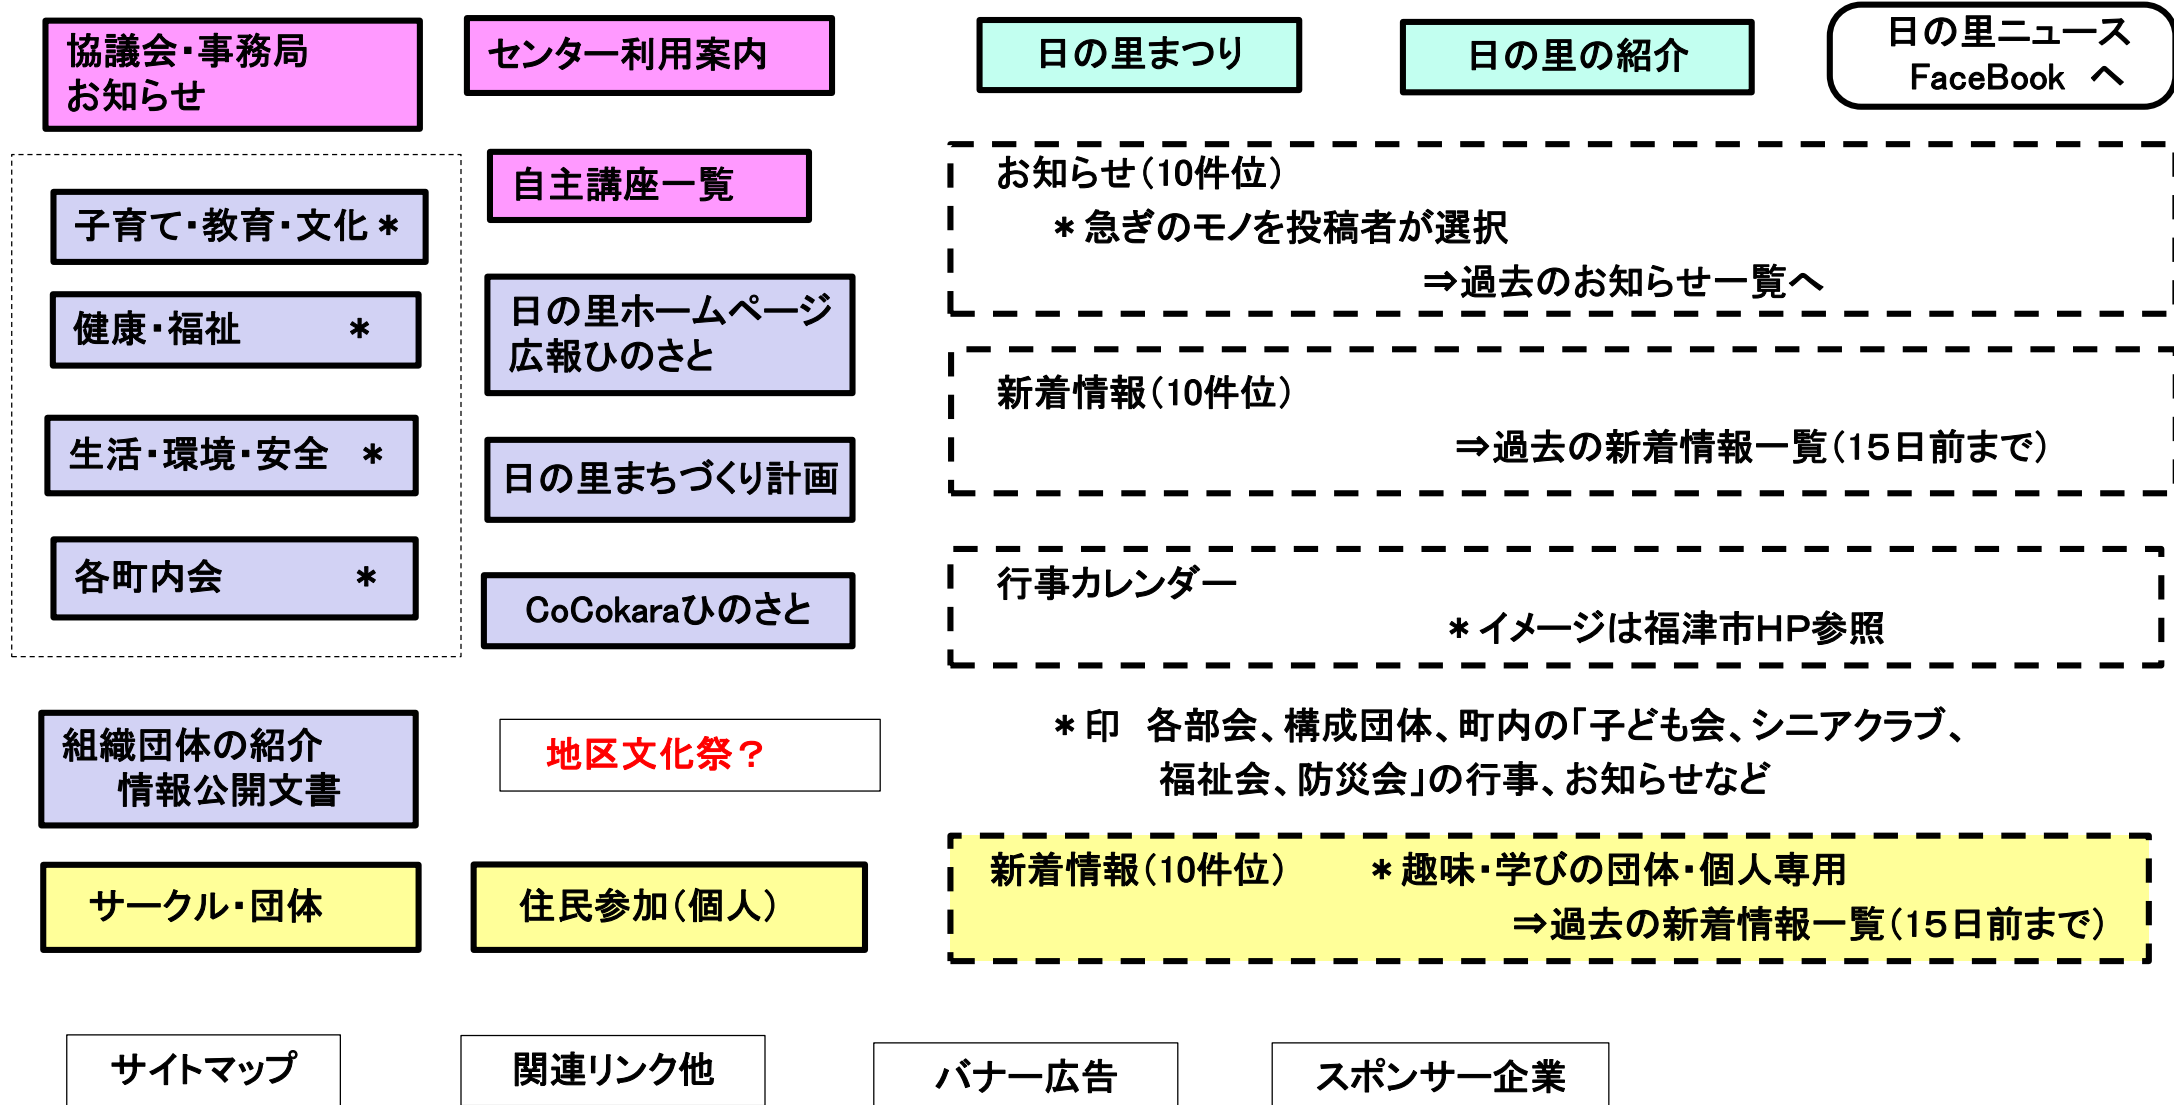 協議会・事務局
お知らせ
センター利用案内
日の里まつり
日の里の紹介
日の里ニュース
FaceBook へ
自主講座一覧
子育て・教育・文化＊
健康・福祉 ＊
生活・環境・安全 ＊
各町内会 ＊
日の里ホームページ
広報ひのさと
日の里まちづくり計画
CoCokaraひのさと
お知らせ（10件位）
＊急ぎのモノを投稿者が選択
⇒過去のお知らせ一覧へ
新着情報（10件位）
⇒過去の新着情報一覧（15日前まで）
行事カレンダー
＊イメージは福津市HP参照
組織団体の紹介
情報公開文書
地区文化祭？
＊印 各部会、構成団体、町内の「子ども会、シニアクラブ、
福祉会、防災会」の行事、お知らせなど
サークル・団体
住民参加（個人）
新着情報（10件位） ＊趣味・学びの団体・個人専用
⇒過去の新着情報一覧（15日前まで）
サイトマップ
関連リンク他
バナー広告
スポンサー企業